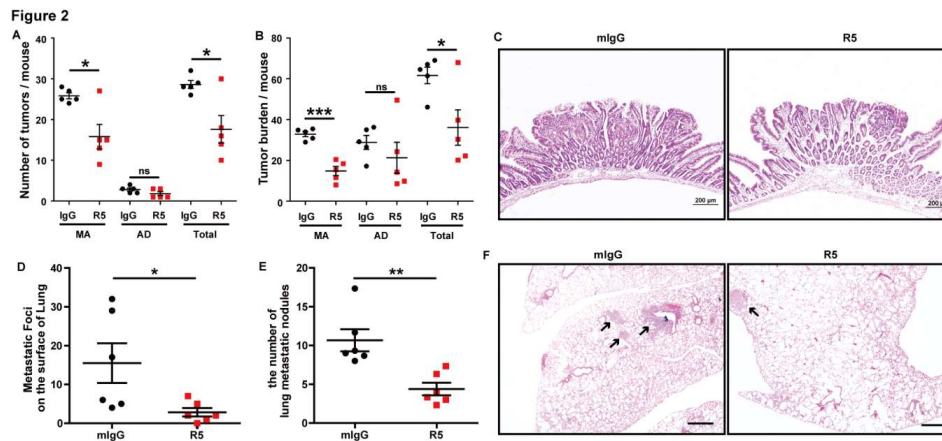 Figure 2
A
Number of tumors / mouse
40
30
20
10
0
*
ns
*
IgG R5 IgG R5 IgG R5
MA AD Total
B
Tumor burden / mouse
80
60
40
20
0
***
ns
*
IgG R5 IgG R5 IgG R5
MA AD Total
C
mIgG
R5
200 μm
200 μm
D
Metastatic Foci
on the surface of Lung
40
30
20
10
0
*
mIgG R5
E
the number of
lung metastatic nodules
20
15
10
5
0
**
mIgG R5
F
mIgG
R5